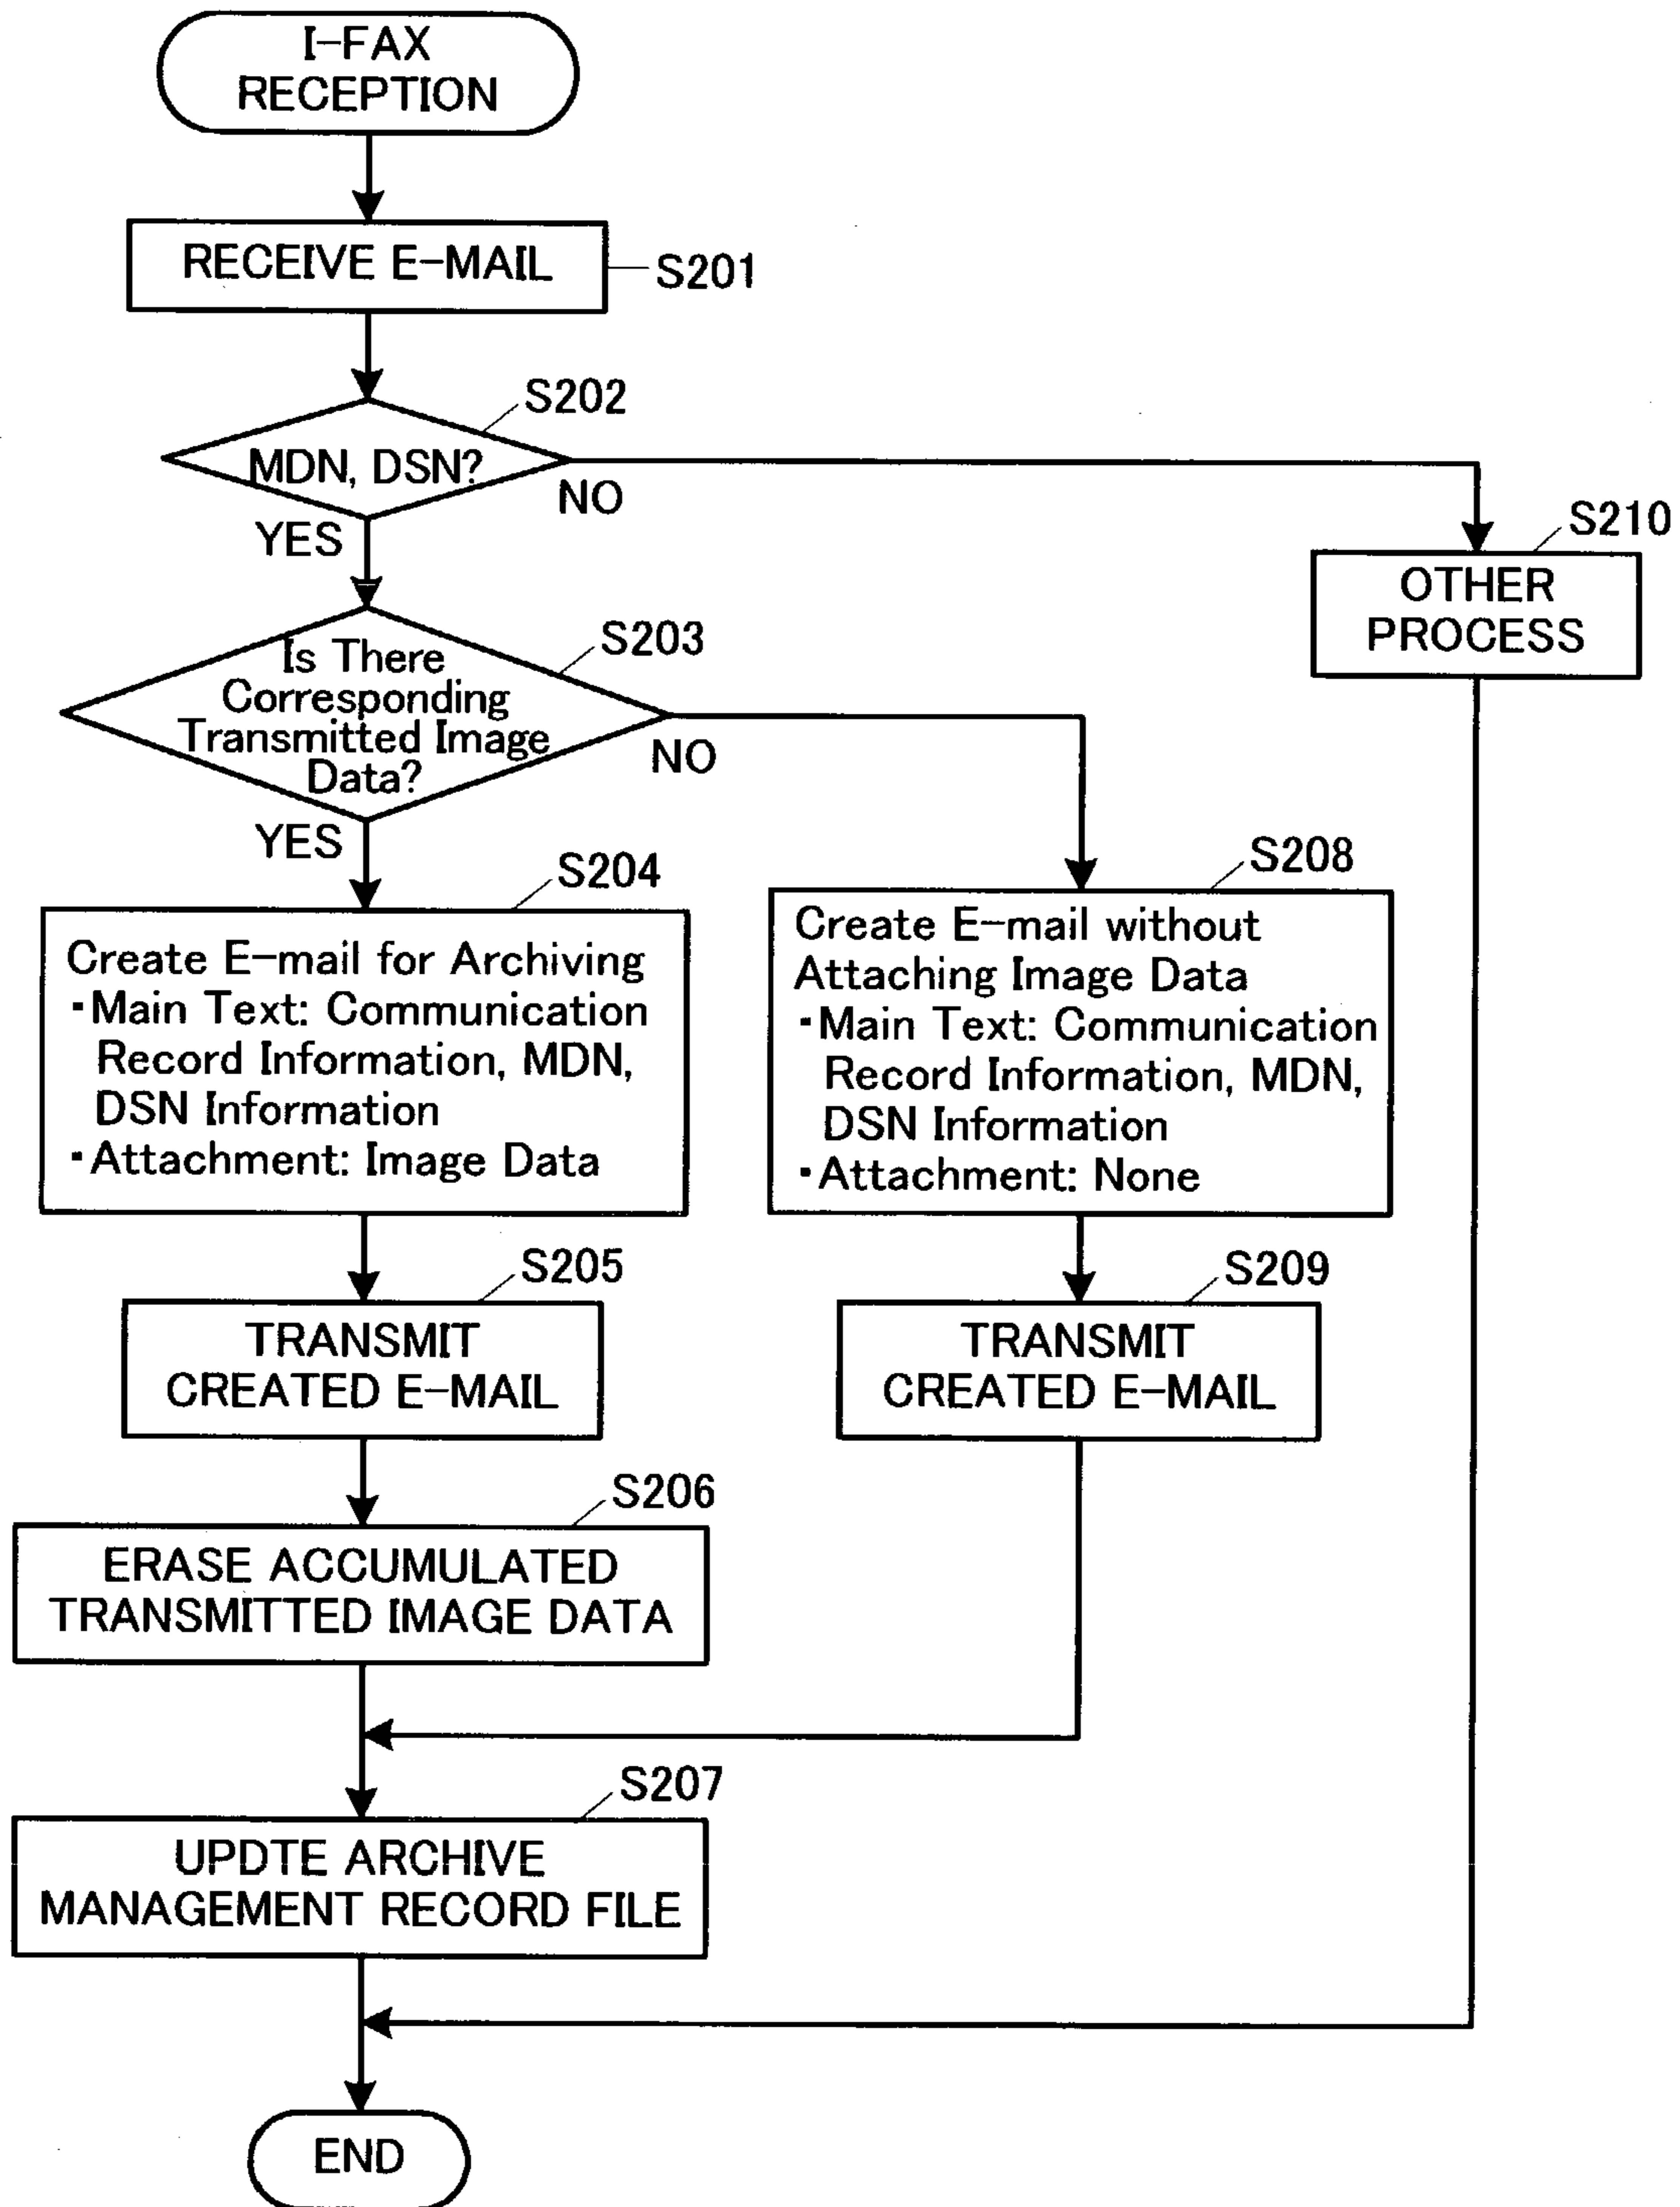 I-FAX
RECEPTION
RECEIVE E-MAIL
S201
S202
MDN, DSN?
NO
YES
S210
OTHER
PROCESS
S203
Is There
Corresponding
Transmitted Image
Data?
NO
YES
S204
Create E-mail for Archiving
・Main Text: Communication
Record Information, MDN,
DSN Information
・Attachment: Image Data
S208
Create E-mail without
Attaching Image Data
・Main Text: Communication
Record Information, MDN,
DSN Information
・Attachment: None
S205
TRANSMIT
CREATED E-MAIL
S209
TRANSMIT
CREATED E-MAIL
S206
ERASE ACCUMULATED
TRANSMITTED IMAGE DATA
S207
UPDTE ARCHIVE
MANAGEMENT RECORD FILE
END